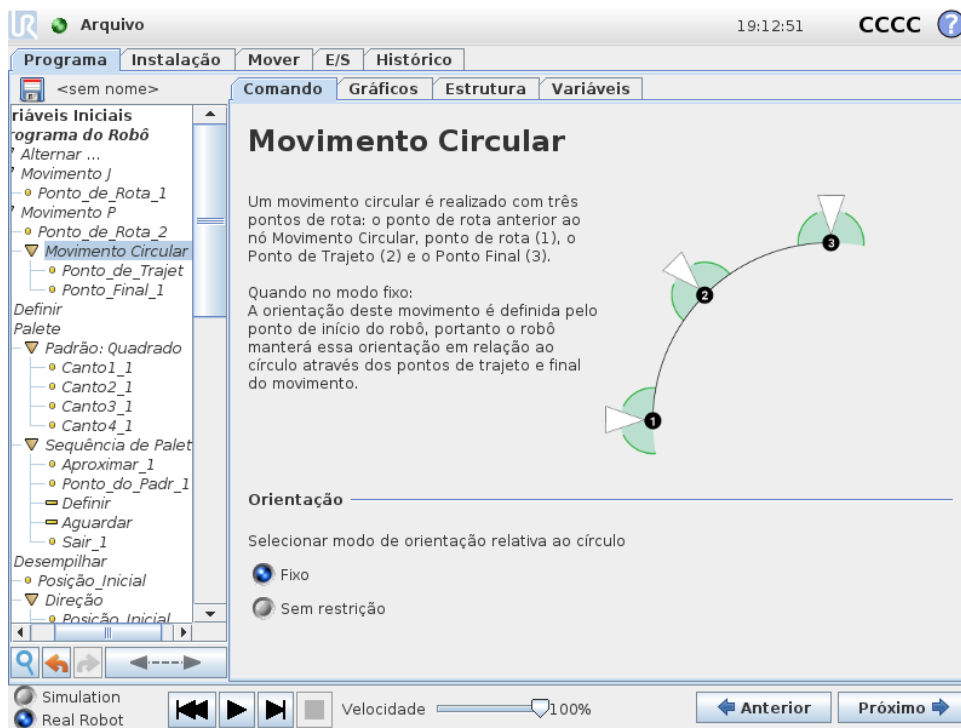 UR Arquivo 19:12:51 CCCC ?
Programa Instalação Mover E/S Histórico
<sem nome> Comando Gráficos Estrutura Variáveis
riáveis Iniciais
rograma do Robô
Alternar ...
Movimento J
Ponto_de_Rota_1
Movimento P
Ponto_de_Rota_2
Movimento Circular
Ponto_de_Trajet
Ponto_Final_1
Definir
Palete
Padrão: Quadrado
Canto1_1
Canto2_1
Canto3_1
Canto4_1
Sequência de Palet
Aproximar_1
Ponto_do_Padr_1
Definir
Aguardar
Sair_1
Desempilhar
Posição_Inicial
Direção
Posição_Inicial
Movimento Circular
Um movimento circular é realizado com três
pontos de rota: o ponto de rota anterior ao
nó Movimento Circular, ponto de rota (1), o
Ponto de Trajeto (2) e o Ponto Final (3).
Quando no modo fixo:
A orientação deste movimento é definida pelo
ponto de início do robô, portanto o robô
manterá essa orientação em relação ao
círculo através dos pontos de trajeto e final
do movimento.
3
2
1
Orientação
Selecionar modo de orientação relativa ao círculo
Fixo
Sem restrição
Simulation
Real Robot
Velocidade 100%
Anterior Próximo